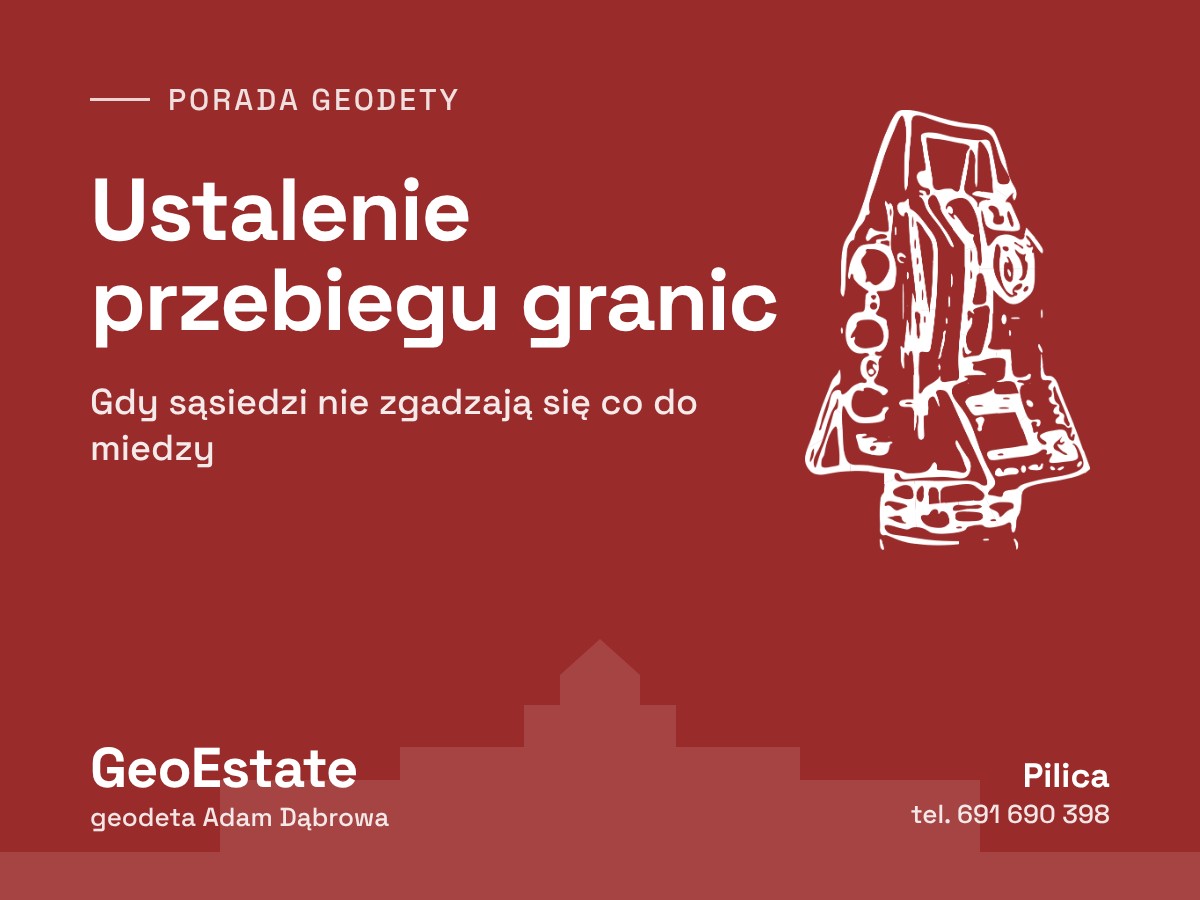 PORADA GEODETY
Ustalenie
przebiegu granic
Gdy sąsiedzi nie zgadzają się co do
miedzy
GeoEstate
geodeta Adam Dąbrowa
Pilica
tel. 691 690 398